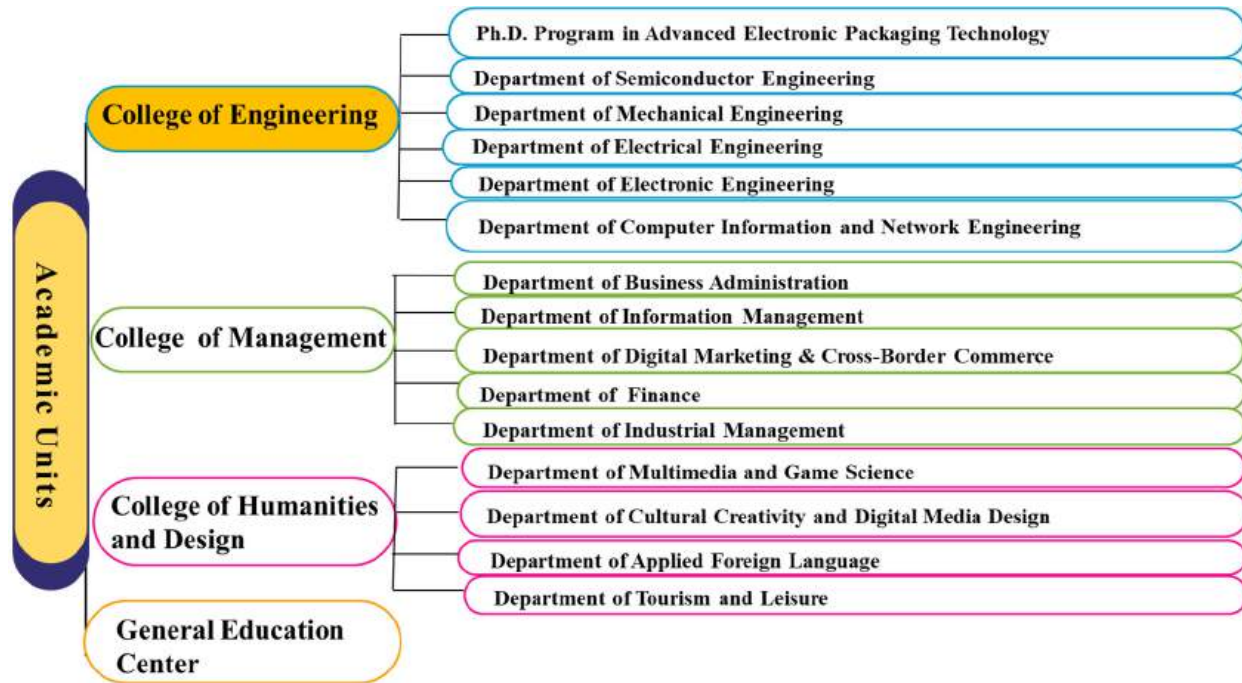 Academic Units
College of Engineering
Ph.D. Program in Advanced Electronic Packaging Technology
Department of Semiconductor Engineering
Department of Mechanical Engineering
Department of Electrical Engineering
Department of Electronic Engineering
Department of Computer Information and Network Engineering
College of Management
Department of Business Administration
Department of Information Management
Department of Digital Marketing & Cross-Border Commerce
Department of Finance
Department of Industrial Management
College of Humanities
and Design
Department of Multimedia and Game Science
Department of Cultural Creativity and Digital Media Design
Department of Applied Foreign Language
Department of Tourism and Leisure
General Education
Center